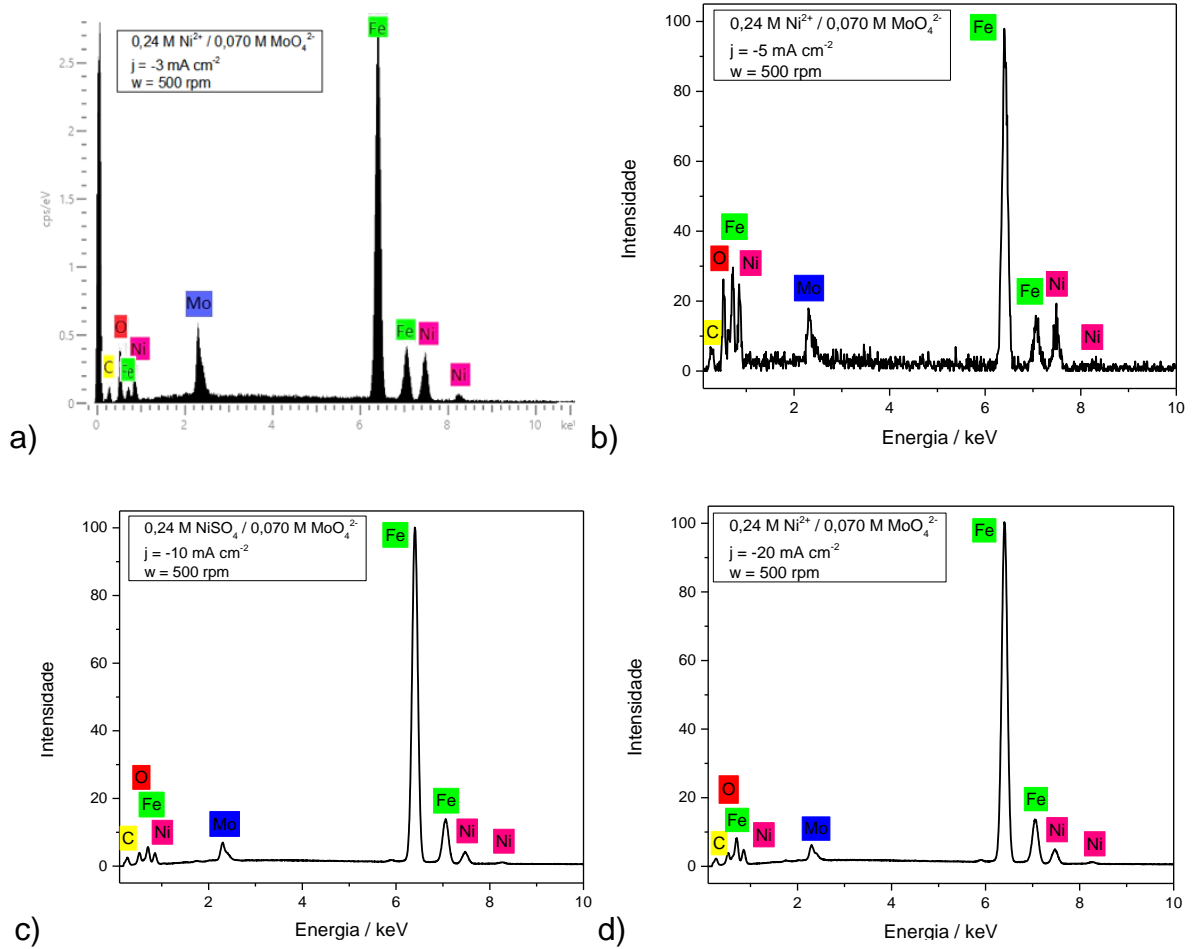 0,24 M Ni²⁺ / 0,070 M MoO₄²⁻
j = -3 mA cm⁻²
w = 500 rpm
Fe
2.5
2
cps/eV
1.5
1
Mo
0.5
O
Ni
Fe
Ni
C
Fe
Ni
0
0 2 4 6 8 10 keV
a)
0,24 M Ni²⁺ / 0,070 M MoO₄²⁻
j = -5 mA cm⁻²
w = 500 rpm
Fe
100
80
60
Intensidade
40
Fe
O
Ni
20
Mo
Fe
Ni
C
Ni
0
2 4 6 8 10
Energia / keV
b)
0,24 M NiSO₄ / 0,070 M MoO₄²⁻
j = -10 mA cm⁻²
w = 500 rpm
Fe
100
80
60
Intensidade
40
O
20
Fe
Fe
C
Ni
Mo
Ni
Ni
0
2 4 6 8 10
Energia / keV
c)
0,24 M Ni²⁺ / 0,070 M MoO₄²⁻
j = -20 mA cm⁻²
w = 500 rpm
Fe
100
80
60
Intensidade
40
O
20
Fe
Fe
C
Ni
Mo
Ni
Ni
0
2 4 6 8 10
Energia / keV
d)